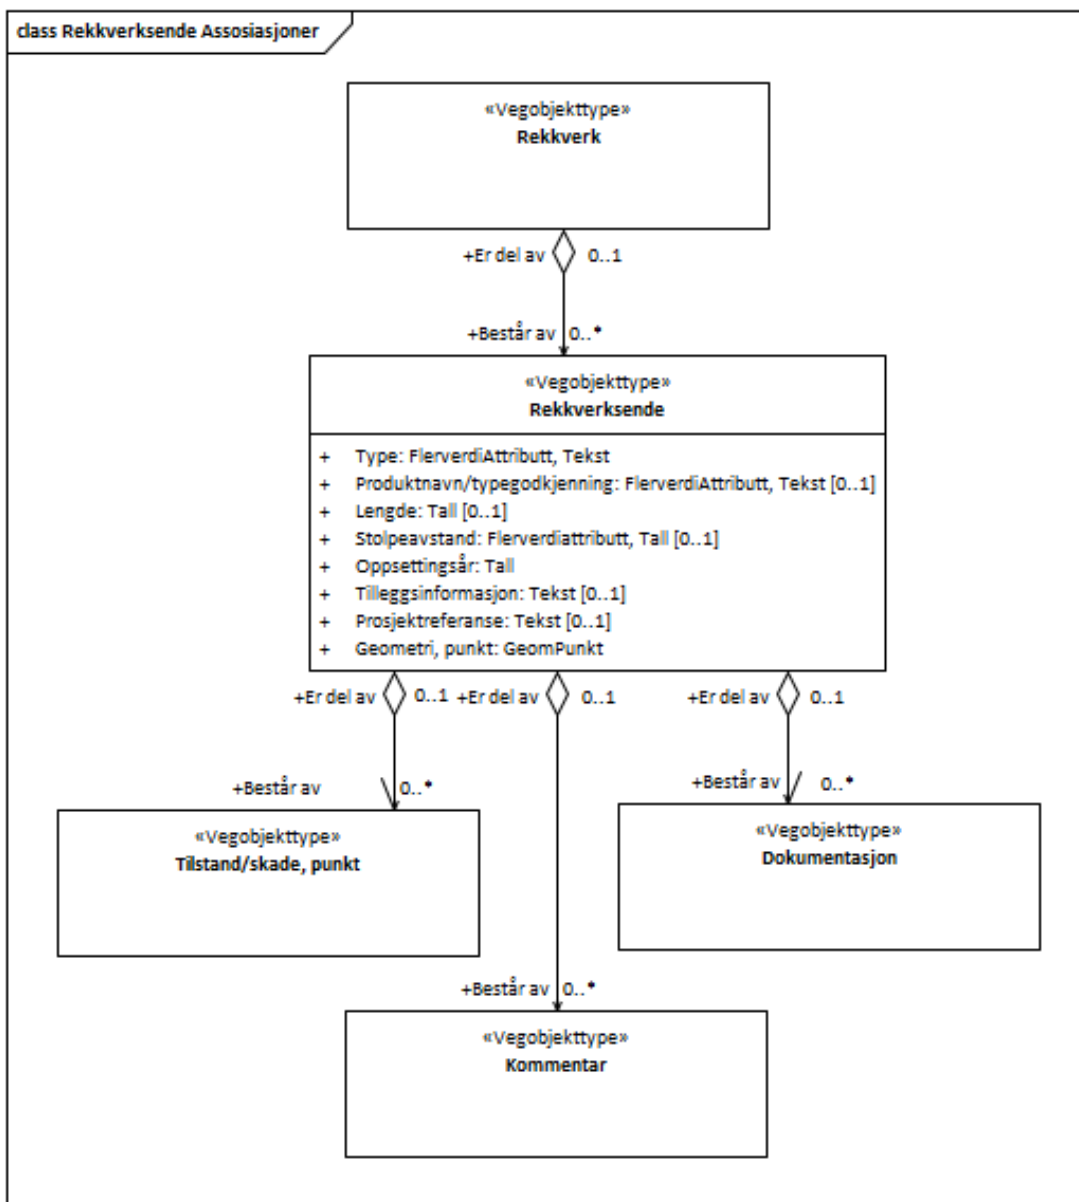 class Rekkverksende Assosiasjoner
«Vegobjekttype»
Rekkverk
+Er del av 0..1
+Består av 0..*
«Vegobjekttype»
Rekkverksende
+ Type: FlerverdiAttributt, Tekst
+ Produktnavn/typegodkjenning: FlerverdiAttributt, Tekst [0..1]
+ Lengde: Tall [0..1]
+ Stolpeavstand: Flerverdiattributt, Tall [0..1]
+ Oppsettingsår: Tall
+ Tilleggsinformasjon: Tekst [0..1]
+ Prosjektreferanse: Tekst [0..1]
+ Geometri, punkt: GeomPunkt
+Er del av 0..1 +Er del av 0..1 +Er del av 0..1
+Består av 0..* +Består av 0..*
«Vegobjekttype»
Tilstand/skade, punkt
«Vegobjekttype»
Dokumentasjon
+Består av 0..*
«Vegobjekttype»
Kommentar